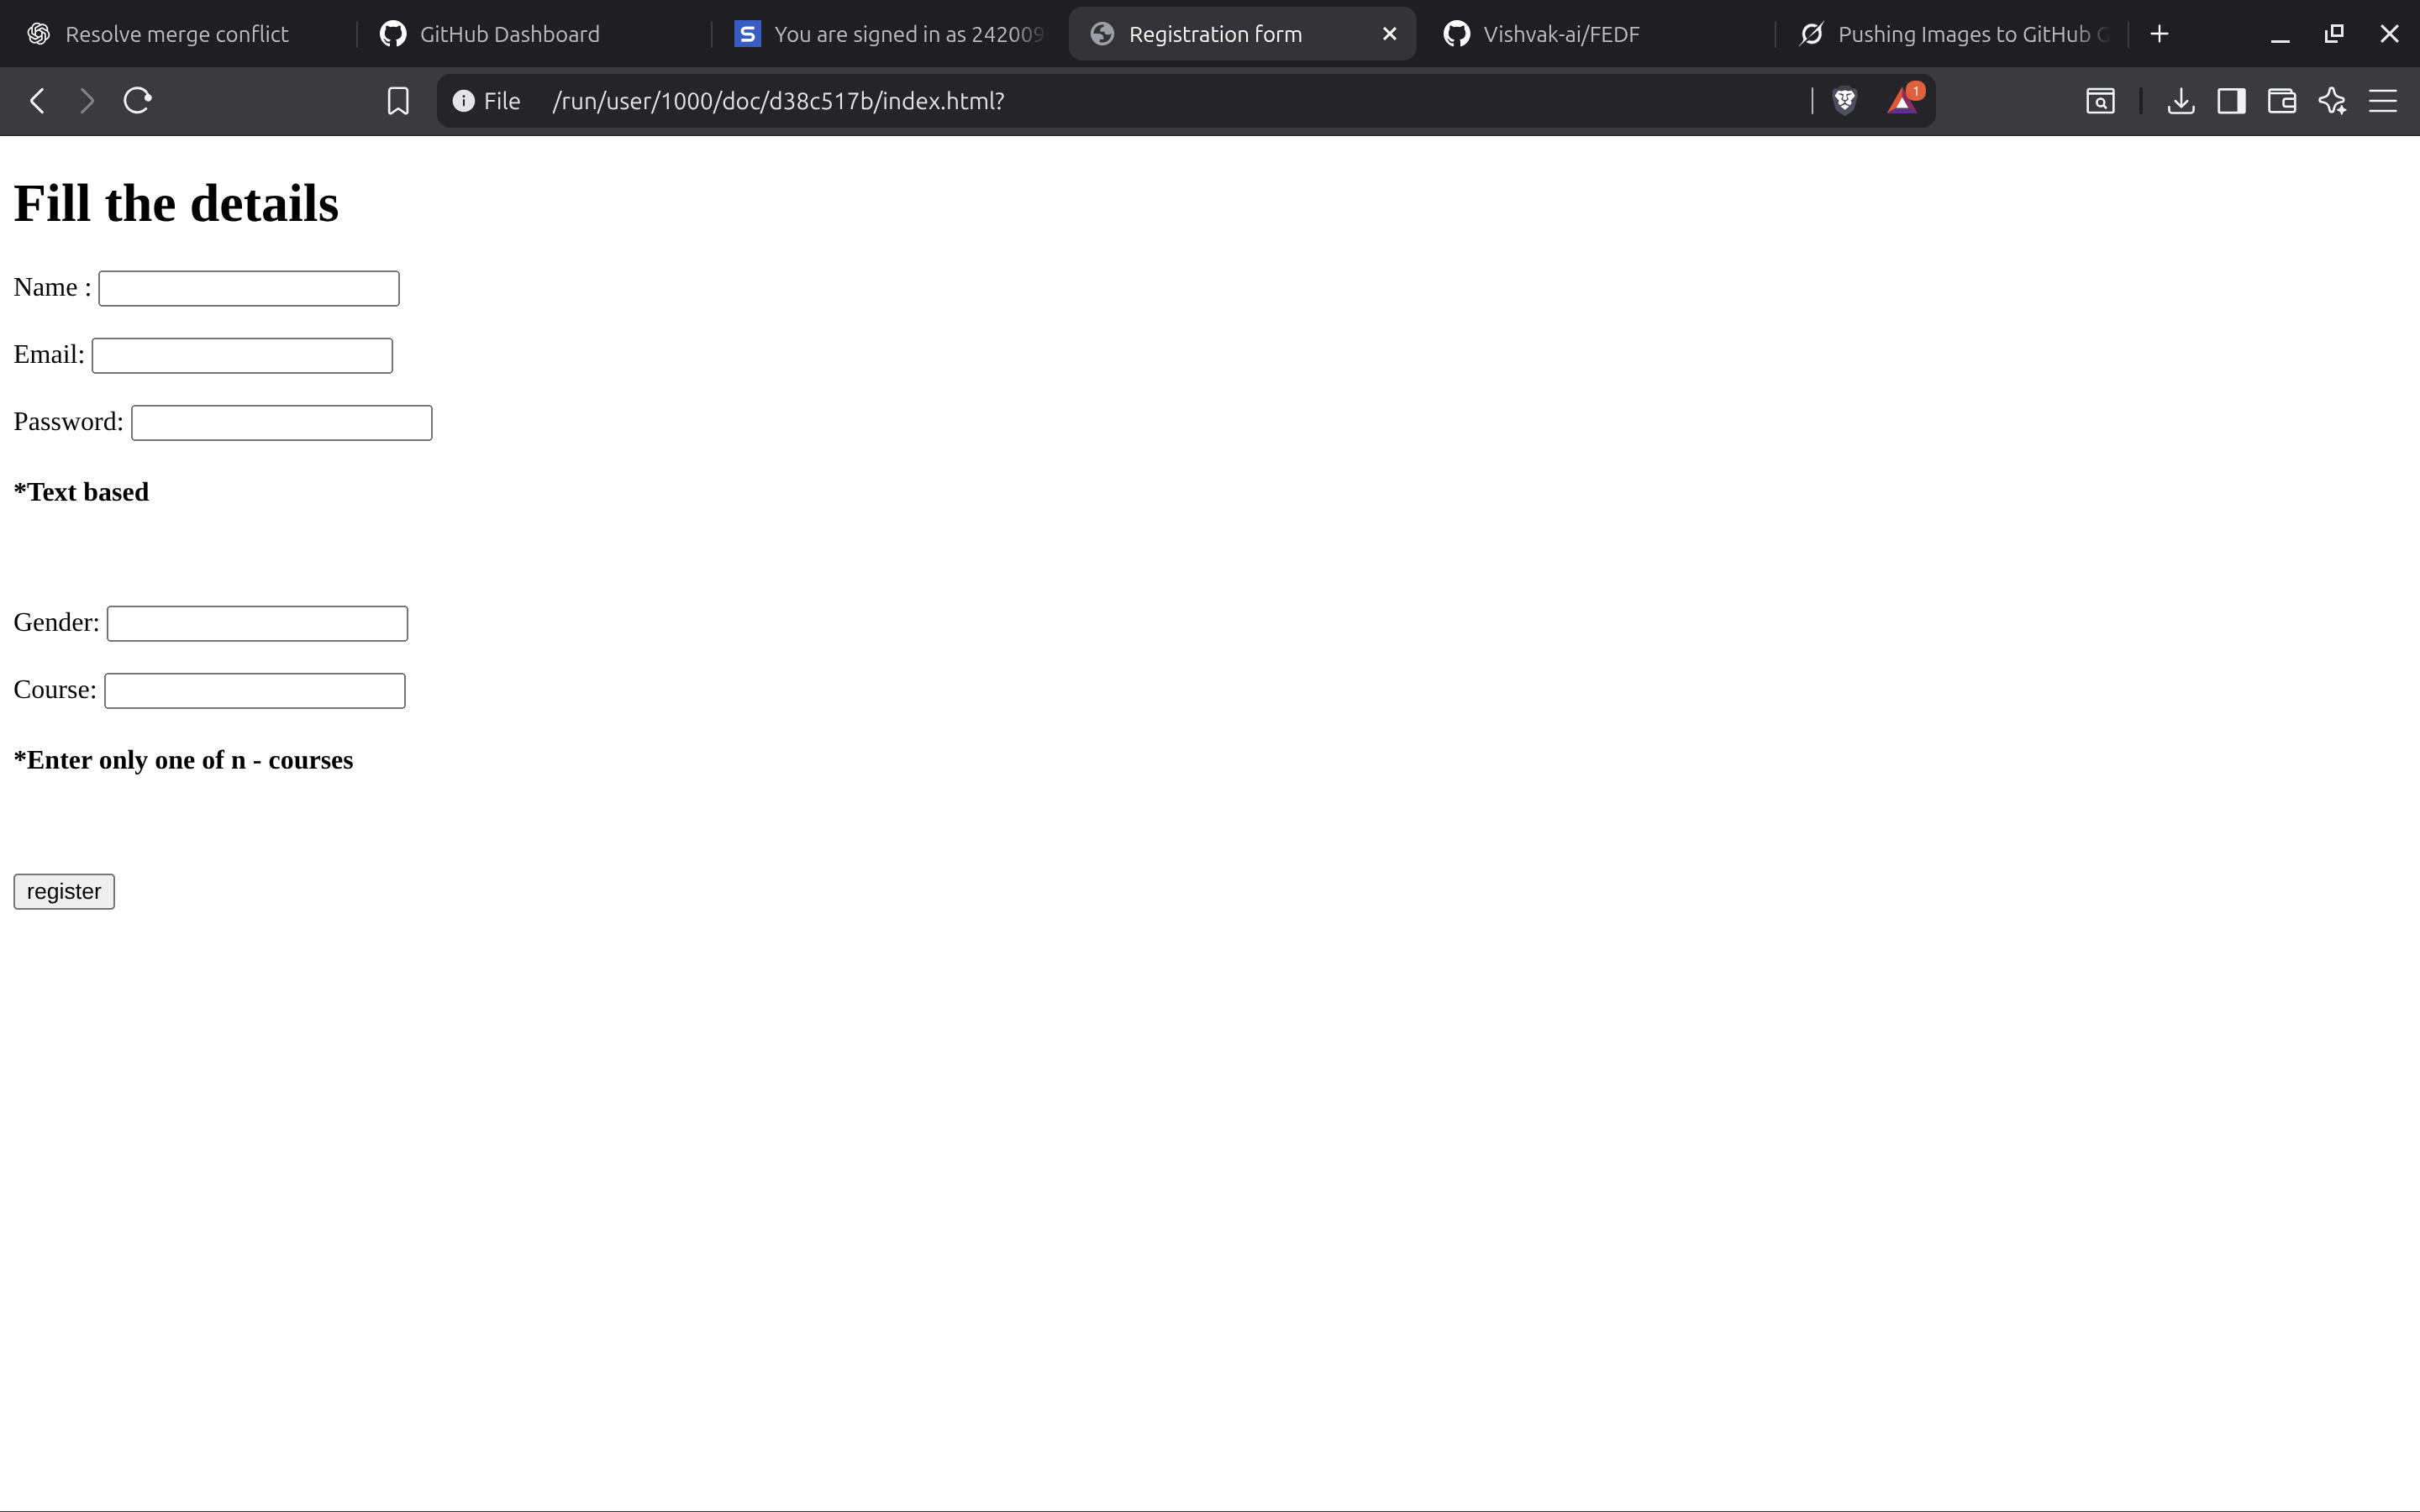 Resolve merge conflict
GitHub Dashboard
You are signed in as 242009
Registration form
Vishvak-ai/FEDF
Pushing Images to GitHub
File /run/user/1000/doc/d38c517b/index.html?
1
Fill the details
Name :
Email:
Password:
*Text based
Gender:
Course:
*Enter only one of n - courses
register